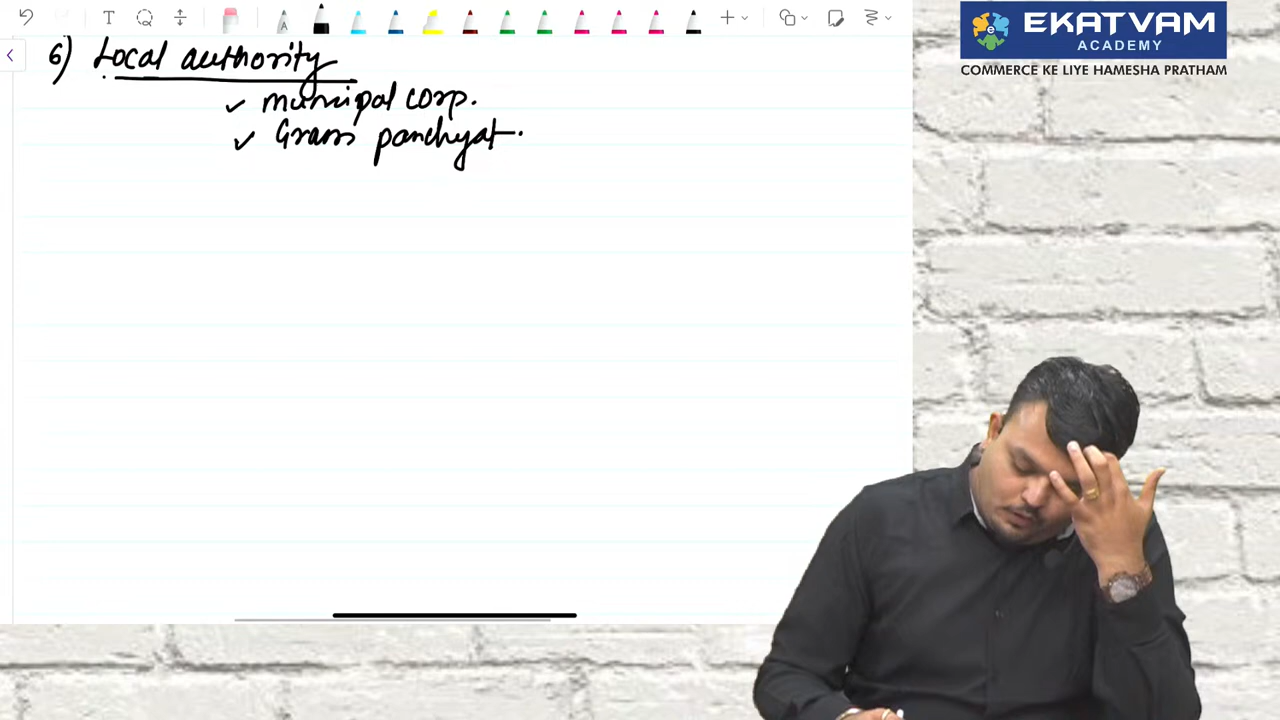 EKATVAM
ACADEMY
COMMERCE KE LIYE HAMESHA PRATHAM
6) Local authority
✓ municipal corp.
✓ Gram panchyat.